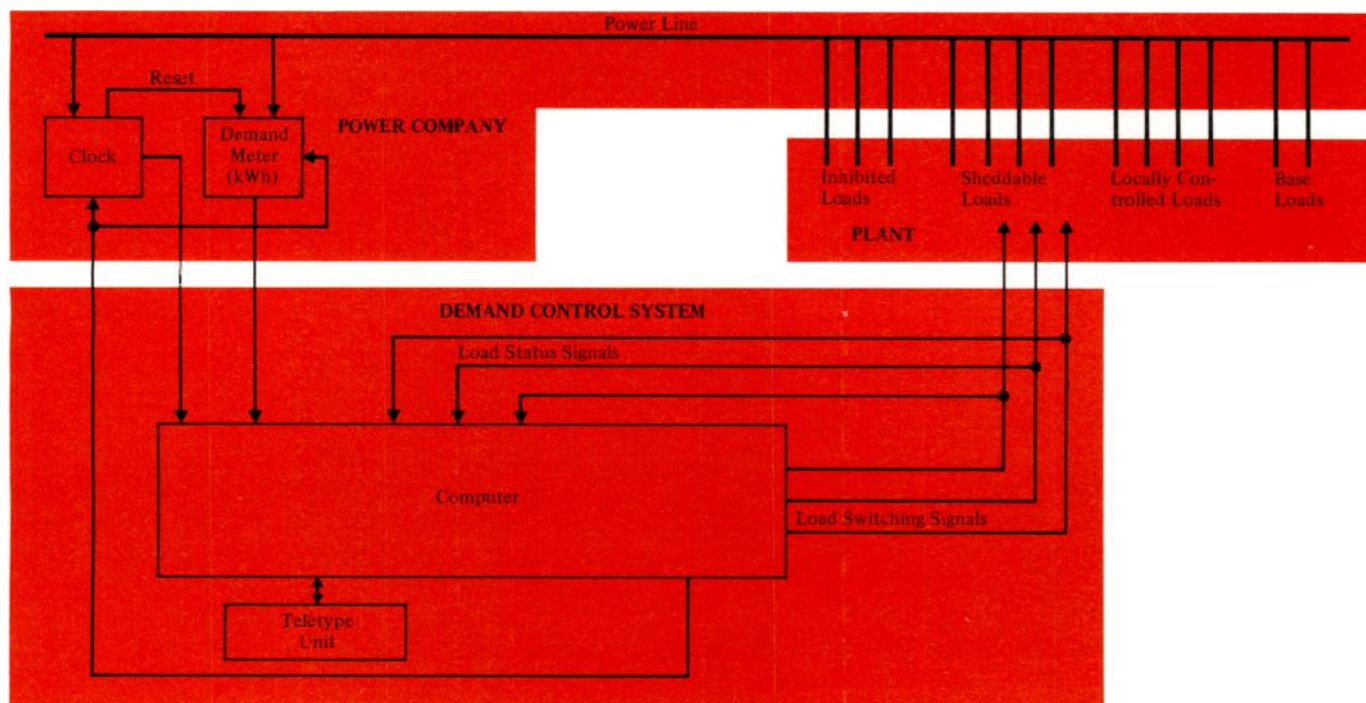 Power Line
Reset
POWER COMPANY
Clock
Demand
Meter
(kWh)
Inhibited
Loads
Sheddable
Loads
Locally Con-
trolled Loads
Base
Loads
PLANT
DEMAND CONTROL SYSTEM
Load Status Signals
Computer
Load Switching Signals
Teletype
Unit